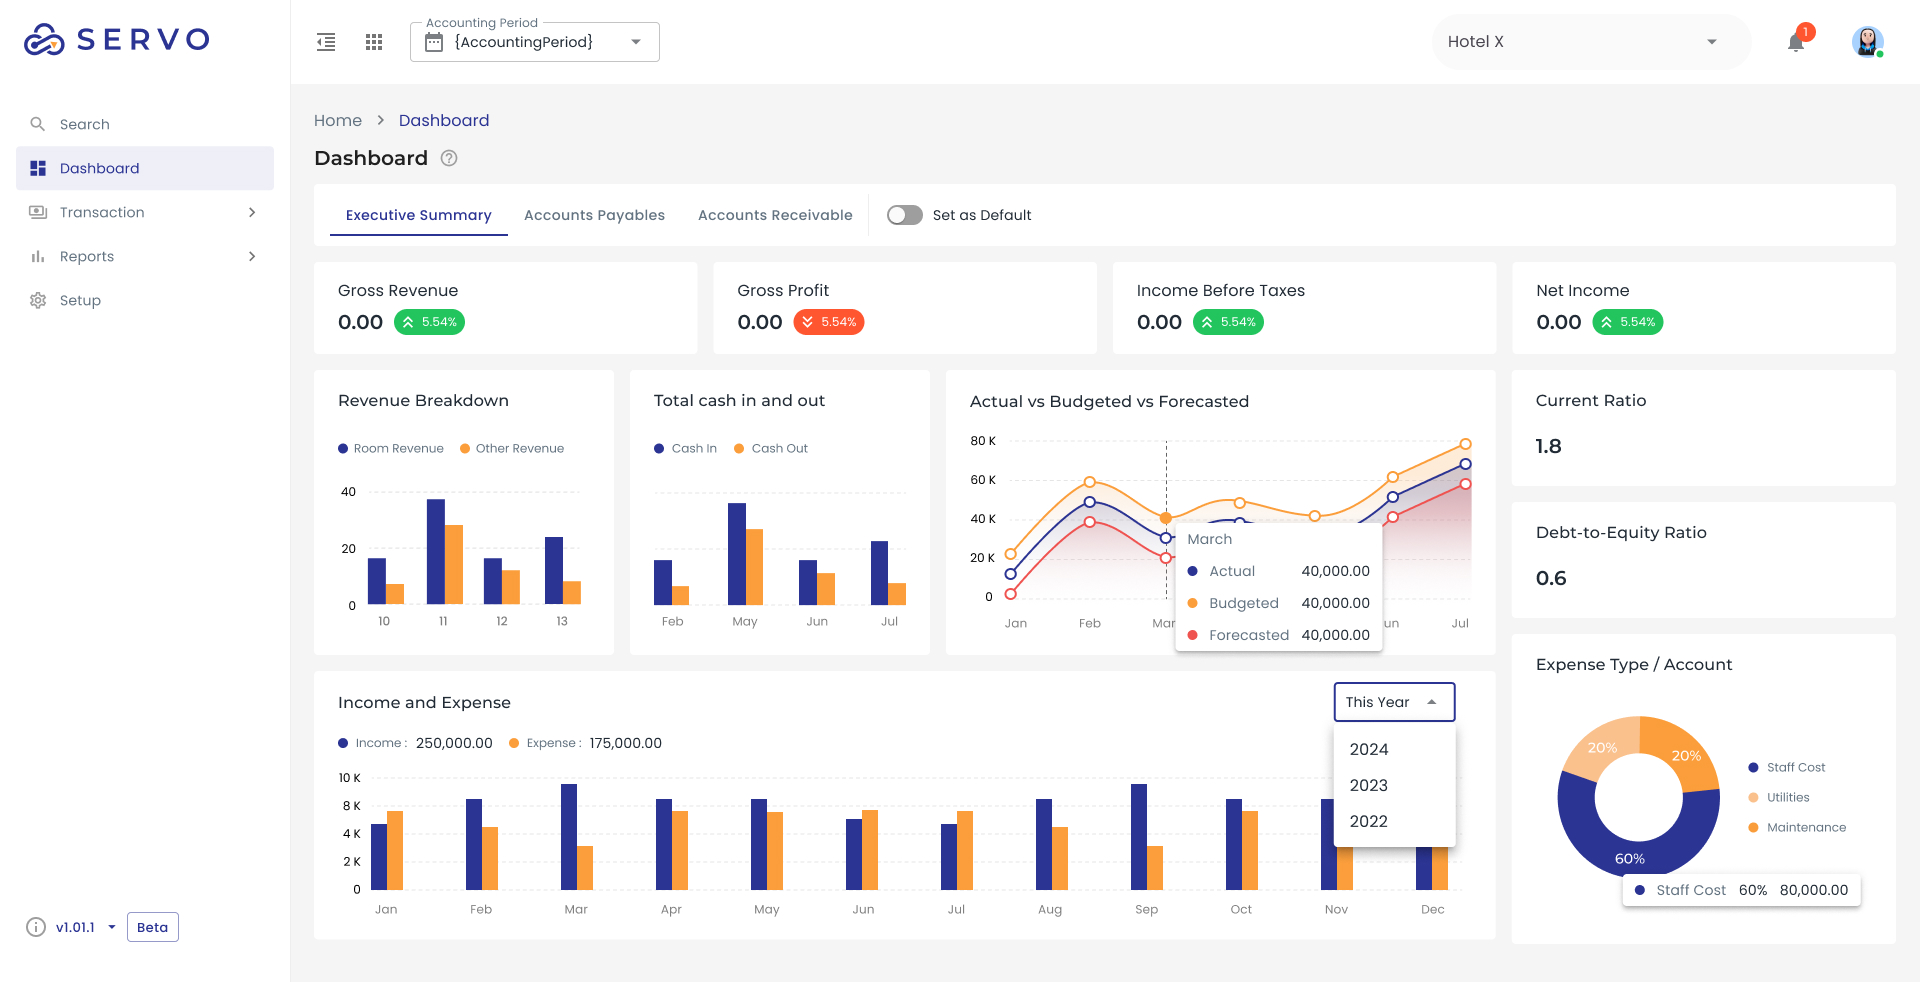 SERVO
Accounting Period
{AccountingPeriod}
Hotel X
1
Search
Dashboard
Transaction
Reports
Setup
v1.01.1
Beta
Home
Dashboard
Dashboard
?
Executive Summary
Accounts Payables
Accounts Receivable
Set as Default
Gross Revenue
0.00
5.54%
Gross Profit
0.00
5.54%
Income Before Taxes
0.00
5.54%
Net Income
0.00
5.54%
Revenue Breakdown
Room Revenue
Other Revenue
40
20
0
10
11
12
13
Total cash in and out
Cash In
Cash Out
Feb
May
Jun
Jul
Actual vs Budgeted vs Forecasted
80 K
60 K
40 K
20 K
0
Jan
Feb
Mar
un
Jul
March
Actual 40,000.00
Budgeted 40,000.00
Forecasted 40,000.00
Current Ratio
1.8
Debt-to-Equity Ratio
0.6
Income and Expense
Income : 250,000.00
Expense : 175,000.00
This Year
2024
2023
2022
10 K
8 K
4 K
2 K
0
Jan
Feb
Mar
Apr
May
Jun
Jul
Aug
Sep
Oct
Nov
Dec
Expense Type / Account
20%
20%
60%
Staff Cost
Utilities
Maintenance
Staff Cost 60% 80,000.00